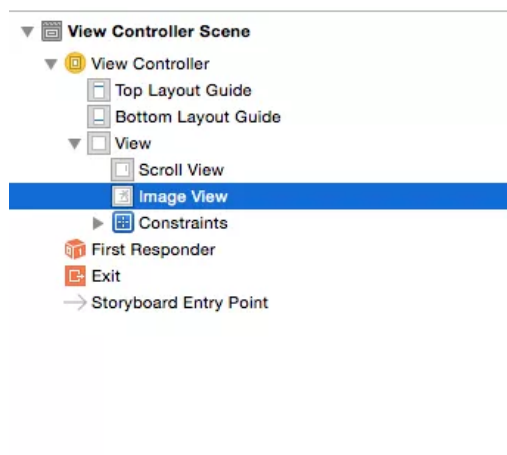 View Controller Scene
View Controller
Top Layout Guide
Bottom Layout Guide
View
Scroll View
Image View
Constraints
First Responder
Exit
Storyboard Entry Point